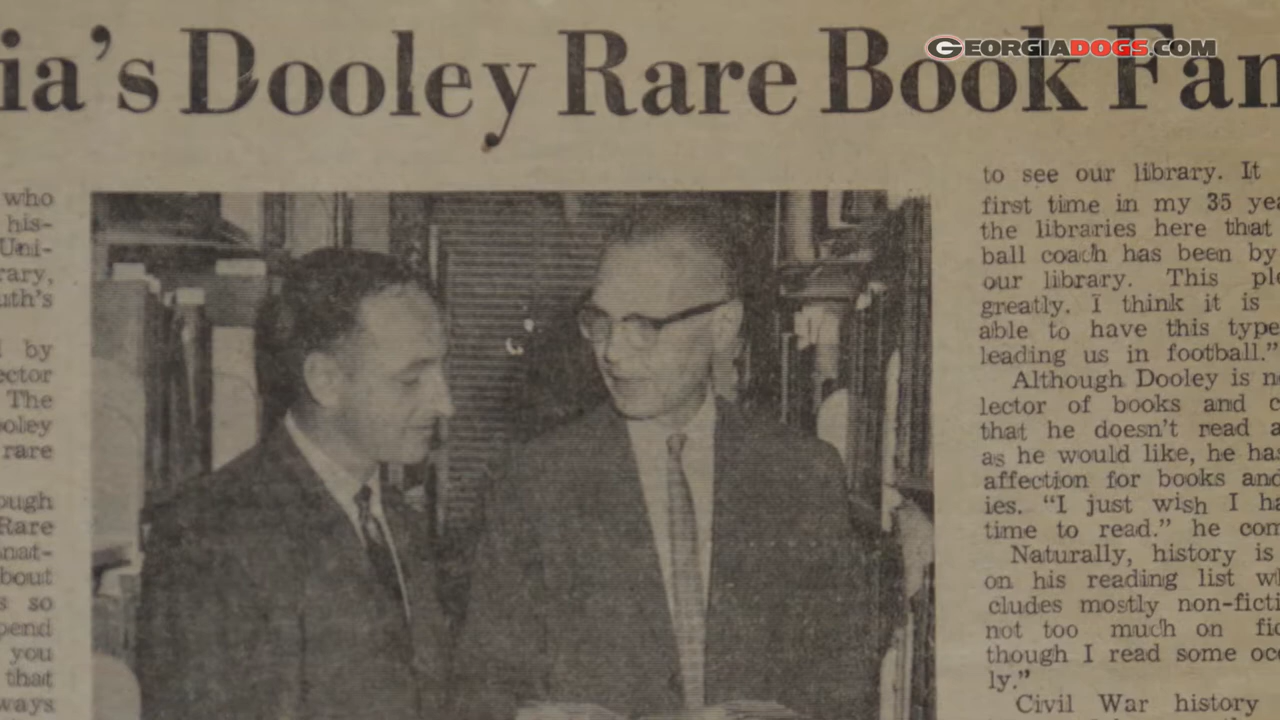 GEORGIADOGS.COM
ia's Dooley Rare Book Fan
who
his-
Uni-
rary,
uth's
by
ector
The
ooley
rare
ough
Rare
nat-
bout
s so
pend
you
that
ways
to see our library. It
first time in my 35 yea
the libraries here that
ball coach has been by
our library. This ple
greatly. I think it is
able to have this type
leading us in football."
Although Dooley is no
lector of books and c
that he doesn't read a
as he would like, he has
affection for books and
ies. "I just wish I ha
time to read." he com
Naturally, history is
on his reading list wh
cludes mostly non-ficti
not too much on fic
though I read some occ
ly."
Civil War history